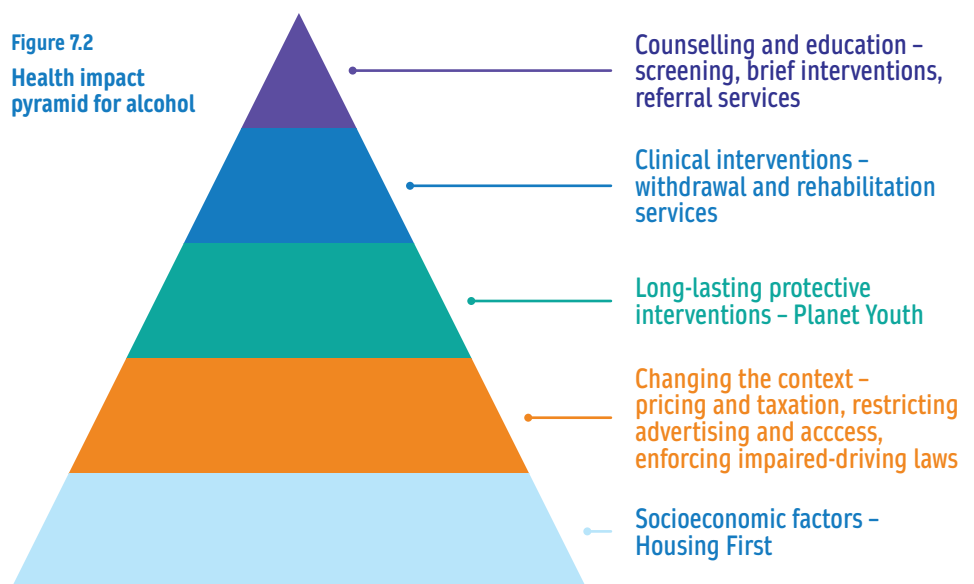 Figure 7.2
Health impact
pyramid for alcohol
Counselling and education –
screening, brief interventions,
referral services
Clinical interventions –
withdrawal and rehabilitation
services
Long-lasting protective
interventions – Planet Youth
Changing the context –
pricing and taxation, restricting
advertising and acccess,
enforcing impaired-driving laws
Socioeconomic factors –
Housing First